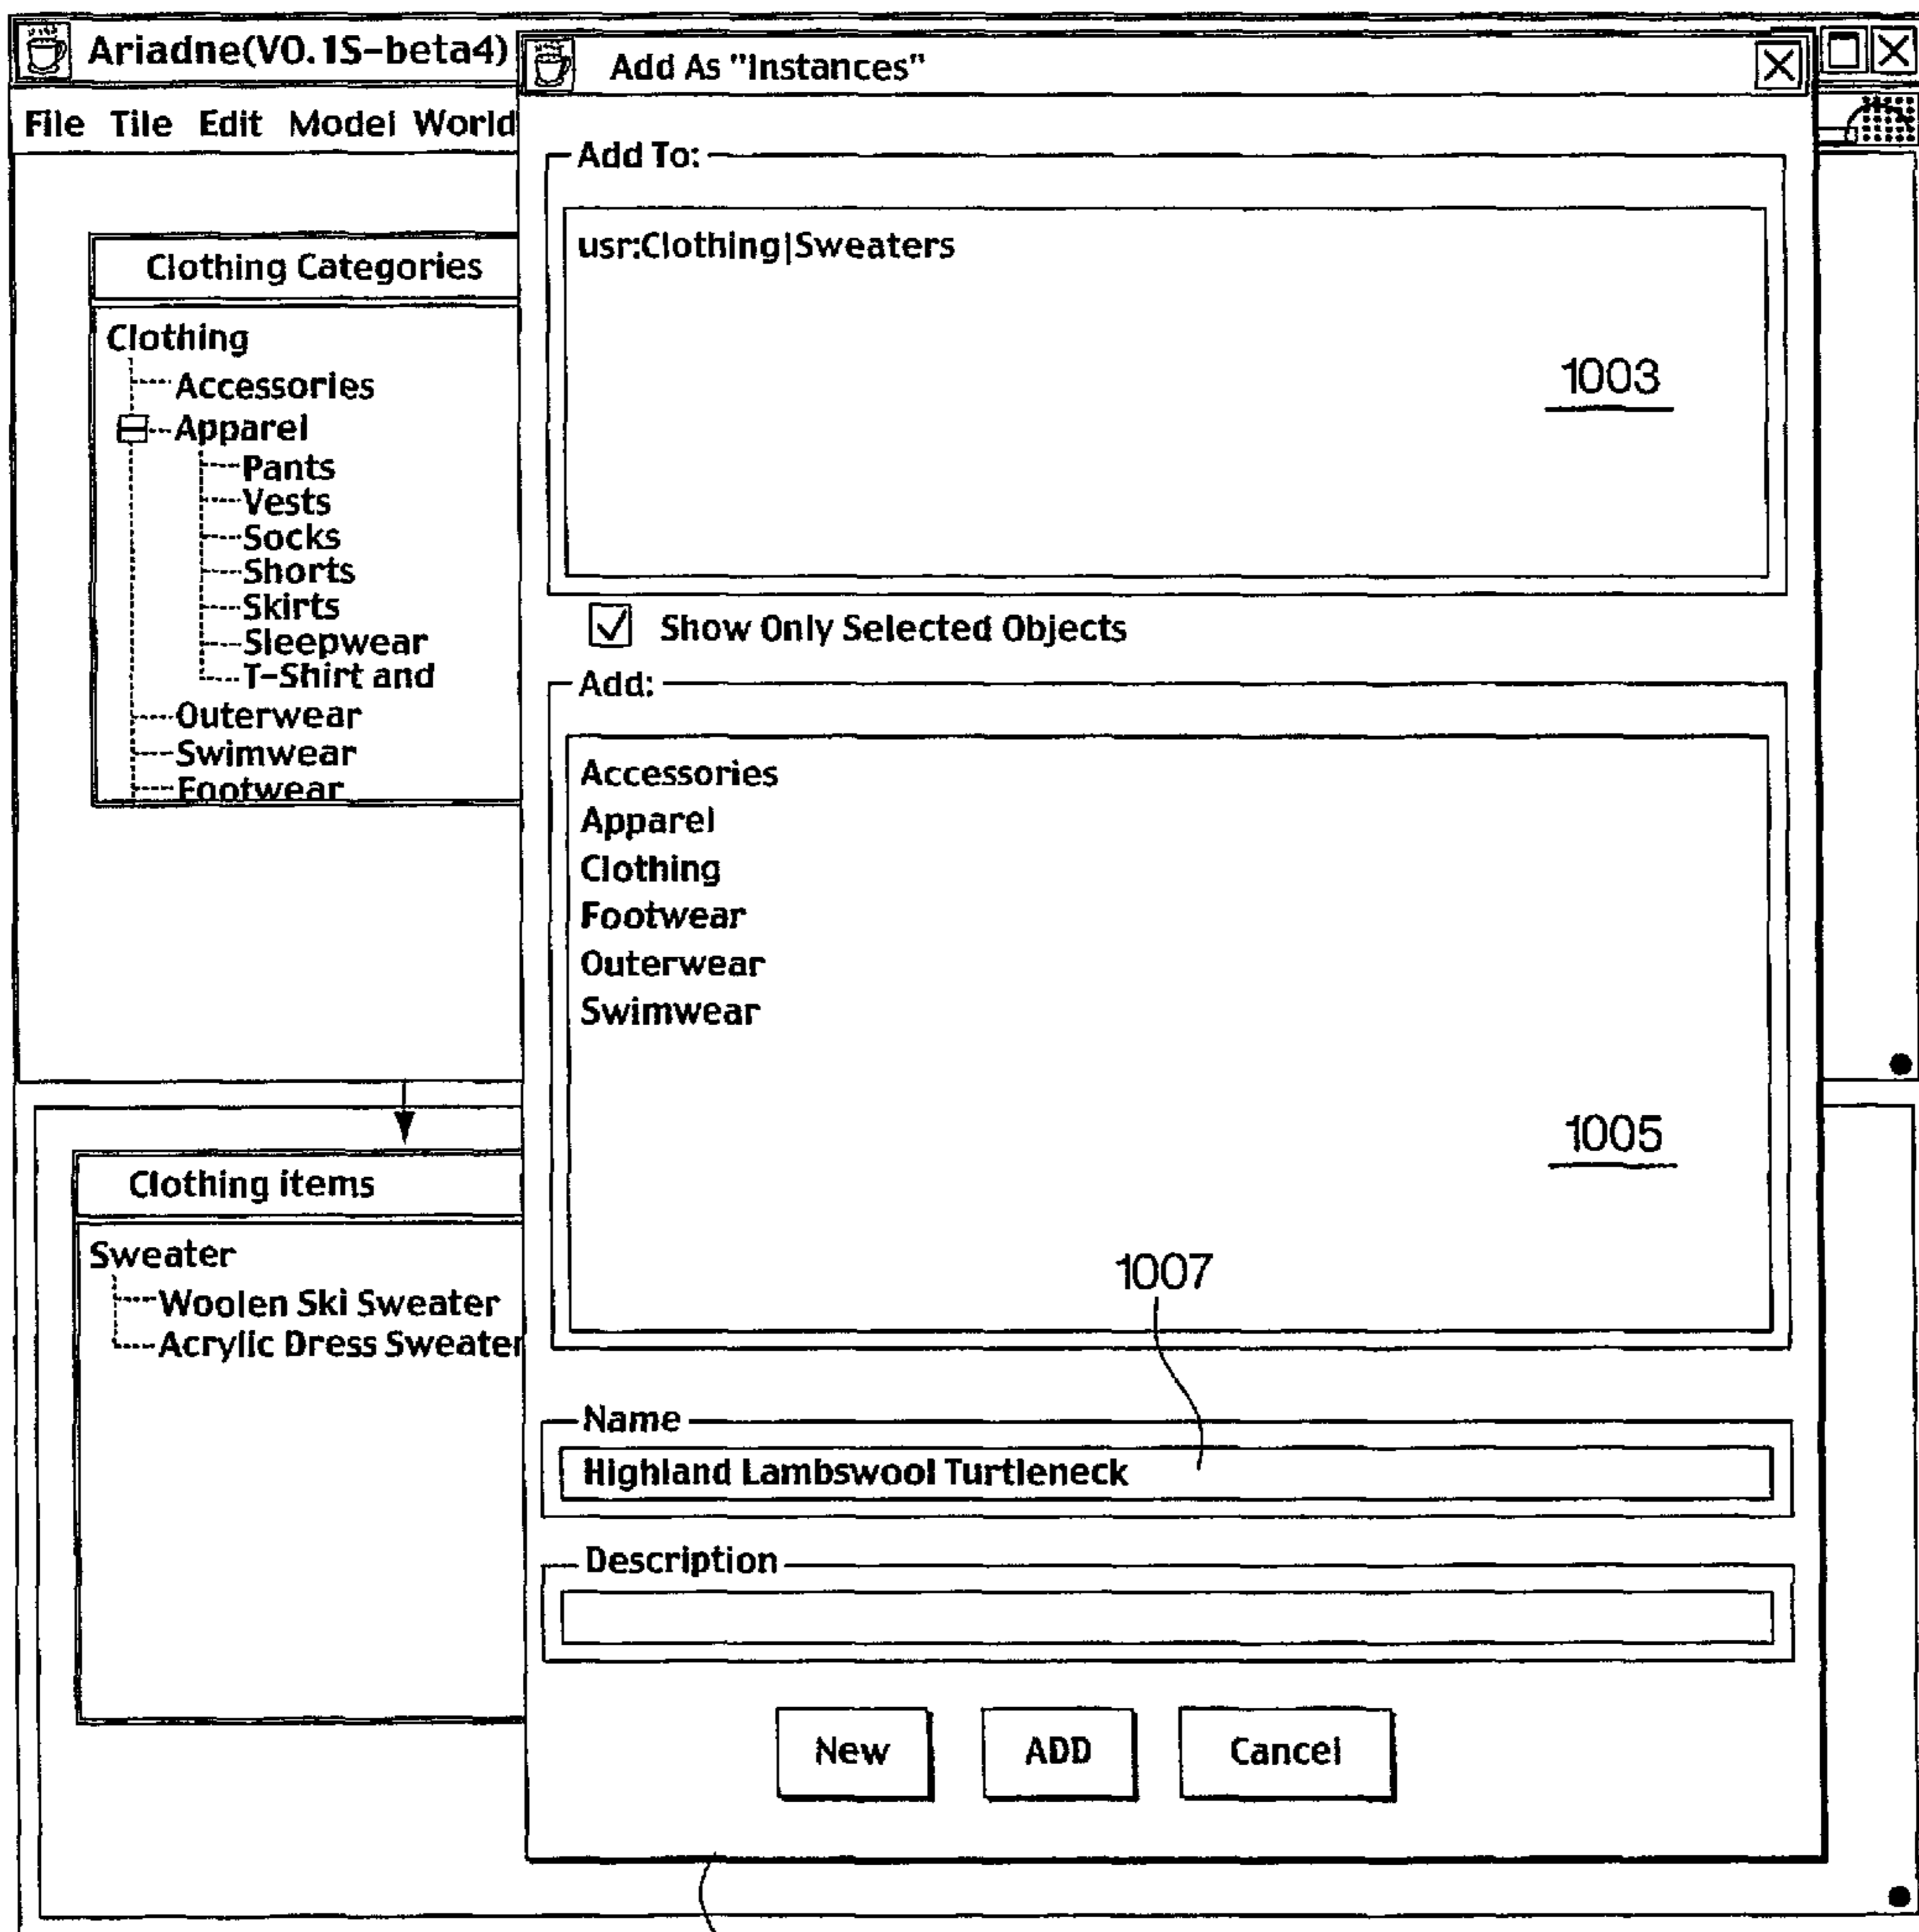 Ariadne(V0.1S-beta4)
File Tile Edit Model World
Clothing Categories
Clothing
Accessories
Apparel
Pants
Vests
Socks
Shorts
Skirts
Sleepwear
T-Shirt and
Outerwear
Swimwear
Footwear
Clothing items
Sweater
Woolen Ski Sweater
Acrylic Dress Sweater
Add As "Instances"
Add To:
usr:Clothing|Sweaters
1003
Show Only Selected Objects
Add:
Accessories
Apparel
Clothing
Footwear
Outerwear
Swimwear
1005
1007
Name
Highland Lambswool Turtleneck
Description
New ADD Cancel